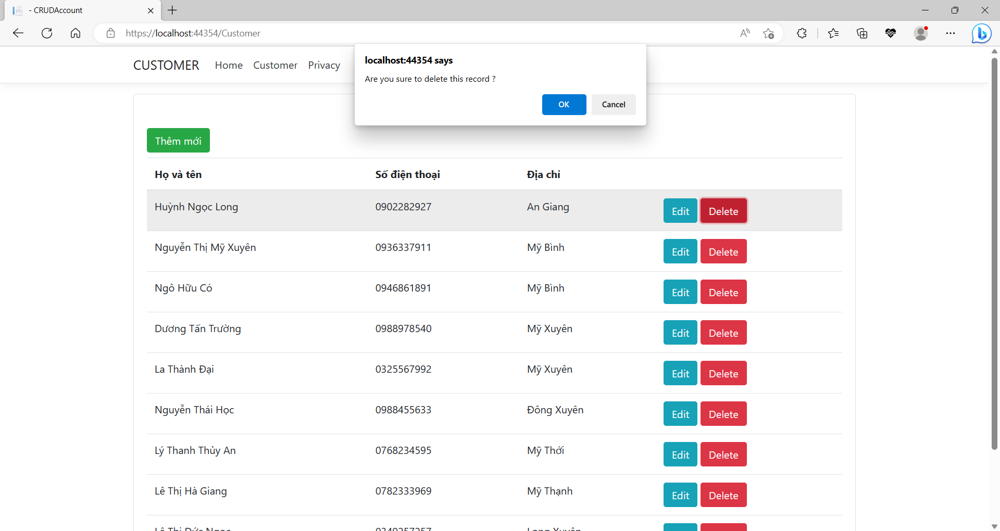 - CRUDAccount
https://localhost:44354/Customer
CUSTOMER Home Customer Privacy
localhost:44354 says
Are you sure to delete this record ?
OK Cancel
Thêm mới
Họ và tên Số điện thoại Địa chỉ
Huỳnh Ngọc Long 0902282927 An Giang Edit Delete
Nguyễn Thị Mỹ Xuyên 0936337911 Mỹ Bình Edit Delete
Ngô Hữu Có 0946861891 Mỹ Bình Edit Delete
Dương Tấn Trường 0988978540 Mỹ Xuyên Edit Delete
La Thành Đại 0325567992 Mỹ Xuyên Edit Delete
Nguyễn Thái Học 0988455633 Đông Xuyên Edit Delete
Lý Thanh Thủy An 0768234595 Mỹ Thới Edit Delete
Lê Thị Hà Giang 0782333969 Mỹ Thạnh Edit Delete